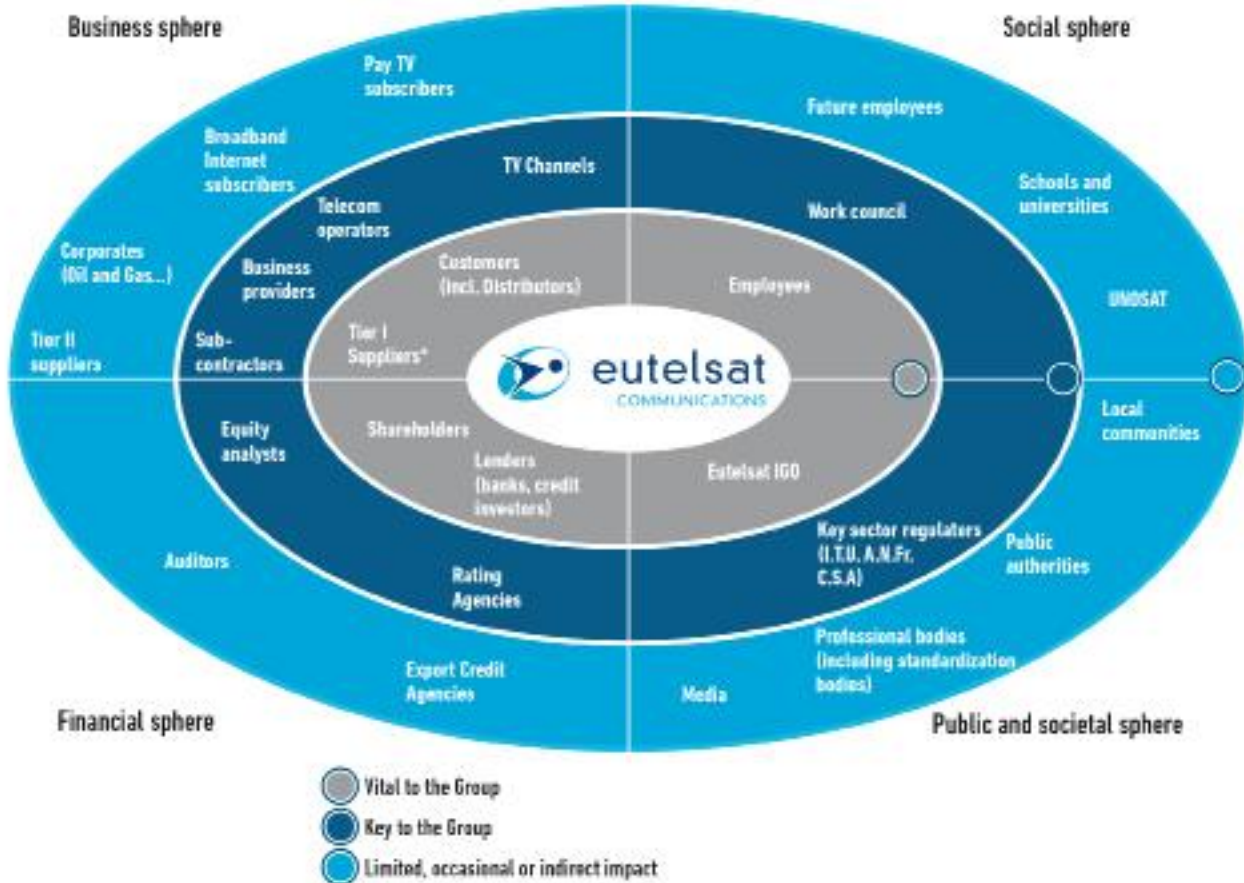 Business sphere
Social sphere
Pay TV
subscribers
Future employees
Broadband
Internet
subscribers
TV Channels
Schools and
universities
Telecom
operators
Work council
Corporates
(Oil and Gas...)
Business
providers
Customers
(incl. Distributors)
Employees
UNOSAT
Tier II
suppliers
Sub-
contractors
Tier I
Suppliers*
eutelsat
COMMUNICATIONS
Local
communities
Equity
analysts
Shareholders
Lenders
(banks, credit
investors)
Eutelsat IGO
Key sector regulaters
(I.T.U, A.N.Fr,
C.S.A)
Public
authorities
Auditors
Rating
Agencies
Professional bodies
(including standardization
bodies)
Export Credit
Agencies
Media
Financial sphere
Public and societal sphere
Vital to the Group
Key to the Group
Limited, occasional or indirect impact